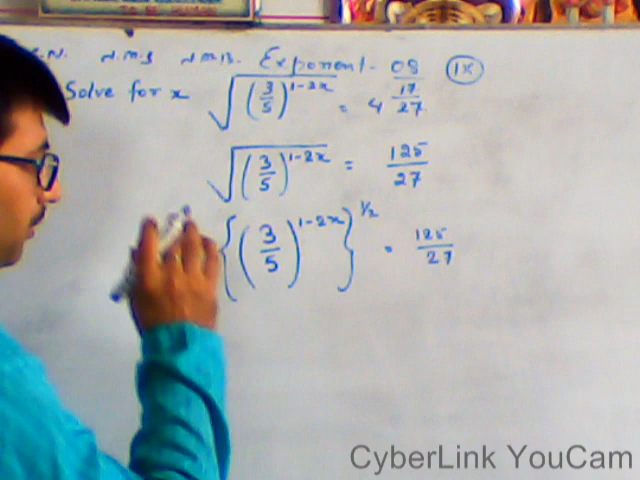 .N. N.M.S N.M.B. Exponent- 08 IX
Solve for x √(3/5)^1-2x = 4 17/27
√(3/5)^1-2x = 125/27
{(3/5)^1-2x}^1/2 = 125/27
CyberLink YouCam